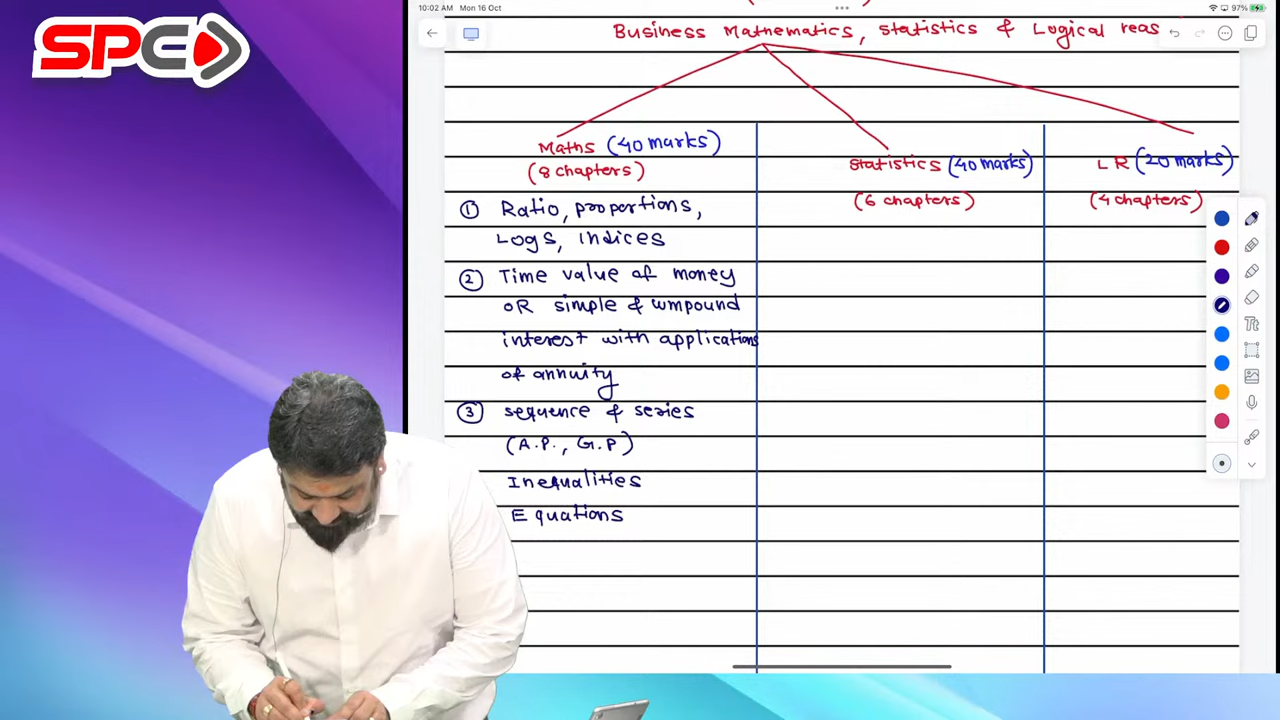 SPC
10:02 AM Mon 16 Oct
97%
Business Mathematics, statistics & Logical reas
Maths (40 marks)
(8 chapters)
① Ratio, proportions,
Logs, indices
② Time value of money
OR simple & compound
interest with applications
of annuity
③ sequence & series
(A.P., G.P)
Inequalities
Equations
Statistics (40 marks)
(6 chapters)
LR (20 marks)
(4 chapters)
Tt